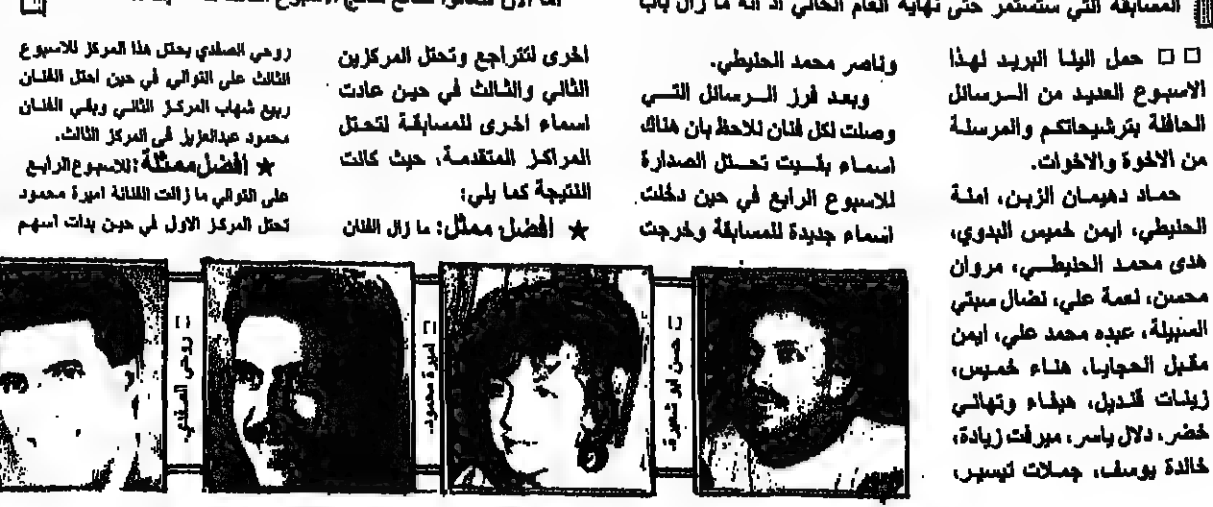 المسابقة التي ستستمر حتى نهاية العام الحالي اذ انه ما زال باب
□ □ حمل الينا البريد لهذا
الاسبوع العديد من الرسائل
الحافلة بترشيحاتكم والمرسلة
من الاخوة والاخوات.
حماد دهيمان الزبن، امنة
الحنيطي، ايمن خميس البدوي،
هدى محمد الحنيطي، مروان
محسن، نعمة علي، نضال سبتي
السنبيلة، عبده محمد علي، ايمن
مقبل الحجايا، هناء خميس،
زينات قنديل، هيفاء وتهاني
خضر، دلال ياسر، ميرفت زيادة،
خالدة يوسف، جملات تيسير،
وناصر محمد الحنيطي.
وبعد فرز الرسائل التي
وصلت لكل فنان نلاحظ بان هناك
اسماء بقيت تحتل الصدارة
للاسبوع الرابع في حين دخلت
اسماء جديدة للمسابقة وخرجت
اخرى لتتراجع وتحتل المركزين
الثاني والثالث في حين عادت
اسماء اخرى للمسابقة لتحتل
المراكز المتقدمة، حيث كانت
النتيجة كما يلي:
★ افضل ممثل: ما زال الفنان
روحي الصفدي يحتل هذا المركز للاسبوع
الثالث على التوالي في حين احتل الفنان
ربيع شهاب المركز الثاني وبقي الفنان
محمود عبدالعزيز في المركز الثالث.
★ افضل ممثلة: للاسبوع الرابع
على التوالي ما زالت الفنانة اميرة محمود
تحتل المركز الاول في حين بدات اسهم
□ حسن ابو شعيرة.
□ اميرة محمود.
□ روحي الصفدي.